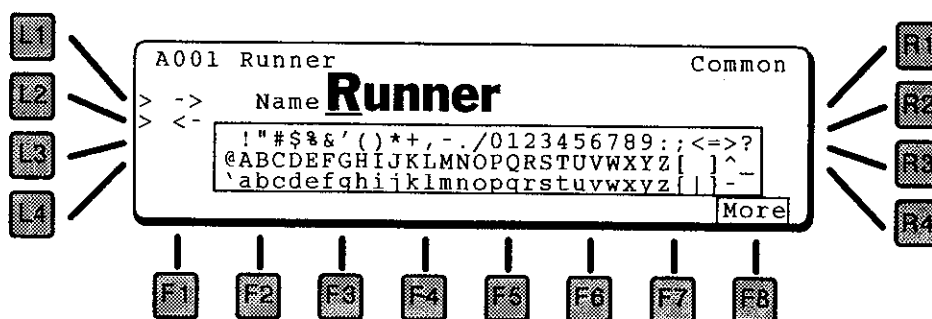 L1
L2
L3
L4
A001 Runner Common
> -> Name Runner
> <-
!"#$%&'()*+,-./0123456789:;<=>?
@ABCDEFGHIJKLMNOPQRSTUVWXYZ[ ]^_
`abcdefghijklmnopqrstuvwxyz{|}-
More
R1
R2
R3
R4
F1 F2 F3 F4 F5 F6 F7 F8